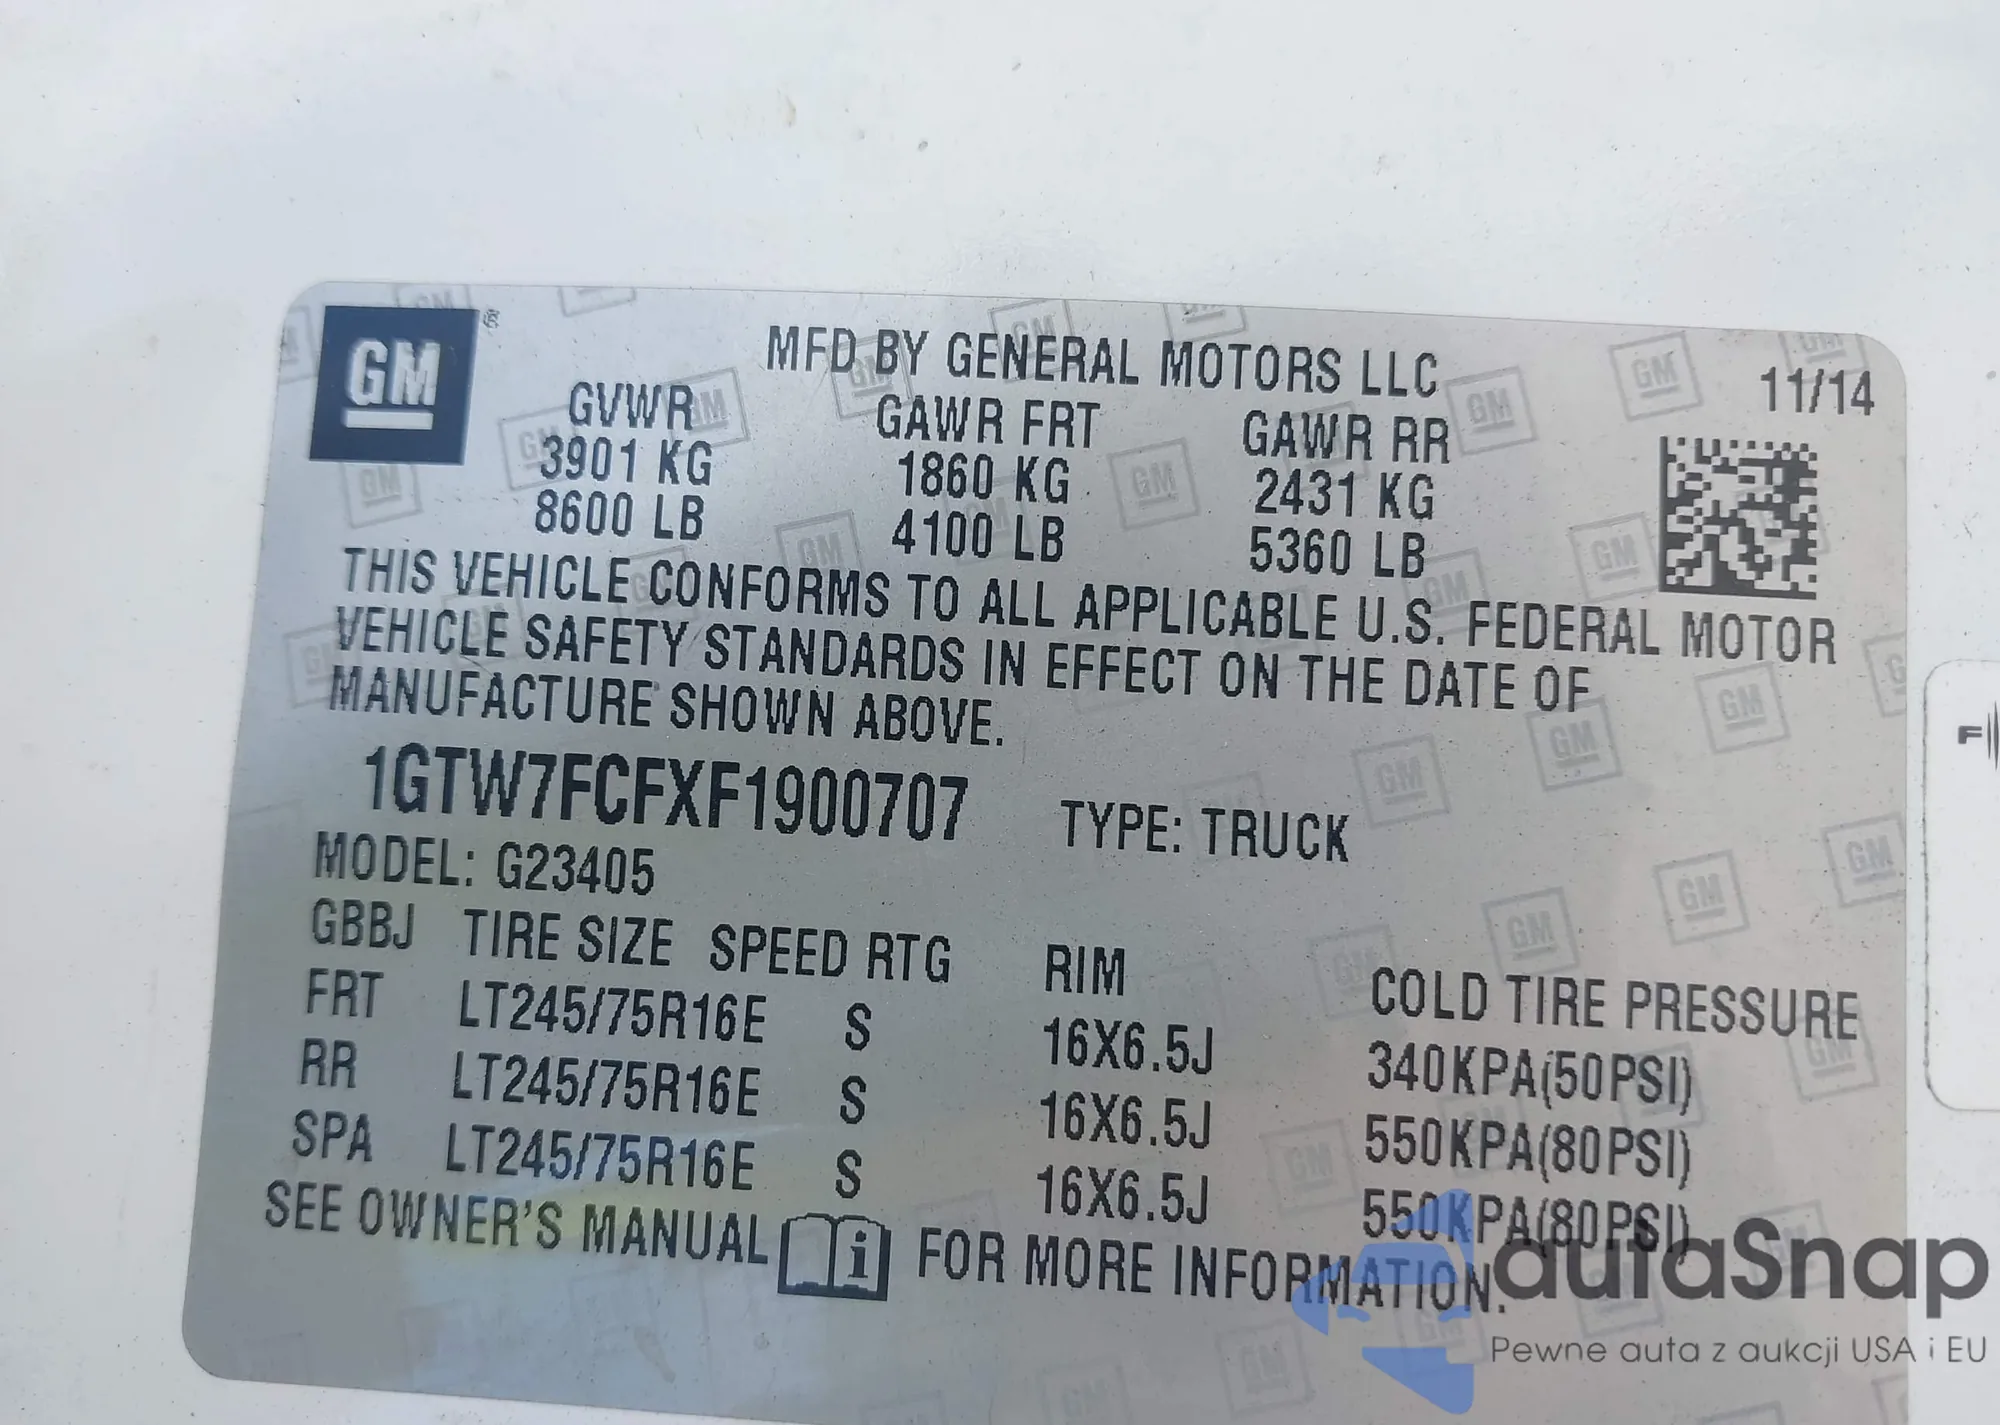 GM ®
MFD BY GENERAL MOTORS LLC
11/14
GVWR GAWR FRT GAWR RR
3901 KG 1860 KG 2431 KG
8600 LB 4100 LB 5360 LB
THIS VEHICLE CONFORMS TO ALL APPLICABLE U.S. FEDERAL MOTOR
VEHICLE SAFETY STANDARDS IN EFFECT ON THE DATE OF
MANUFACTURE SHOWN ABOVE.
1GTW7FCFXF1900707 TYPE: TRUCK
MODEL: G23405
GBBJ TIRE SIZE SPEED RTG RIM COLD TIRE PRESSURE
FRT LT245/75R16E S 16X6.5J 340KPA(50PSI)
RR LT245/75R16E S 16X6.5J 550KPA(80PSI)
SPA LT245/75R16E S 16X6.5J 550KPA(80PSI)
SEE OWNER'S MANUAL i FOR MORE INFORMATION.
autaSnap
Pewne auta z aukcji USA i EU